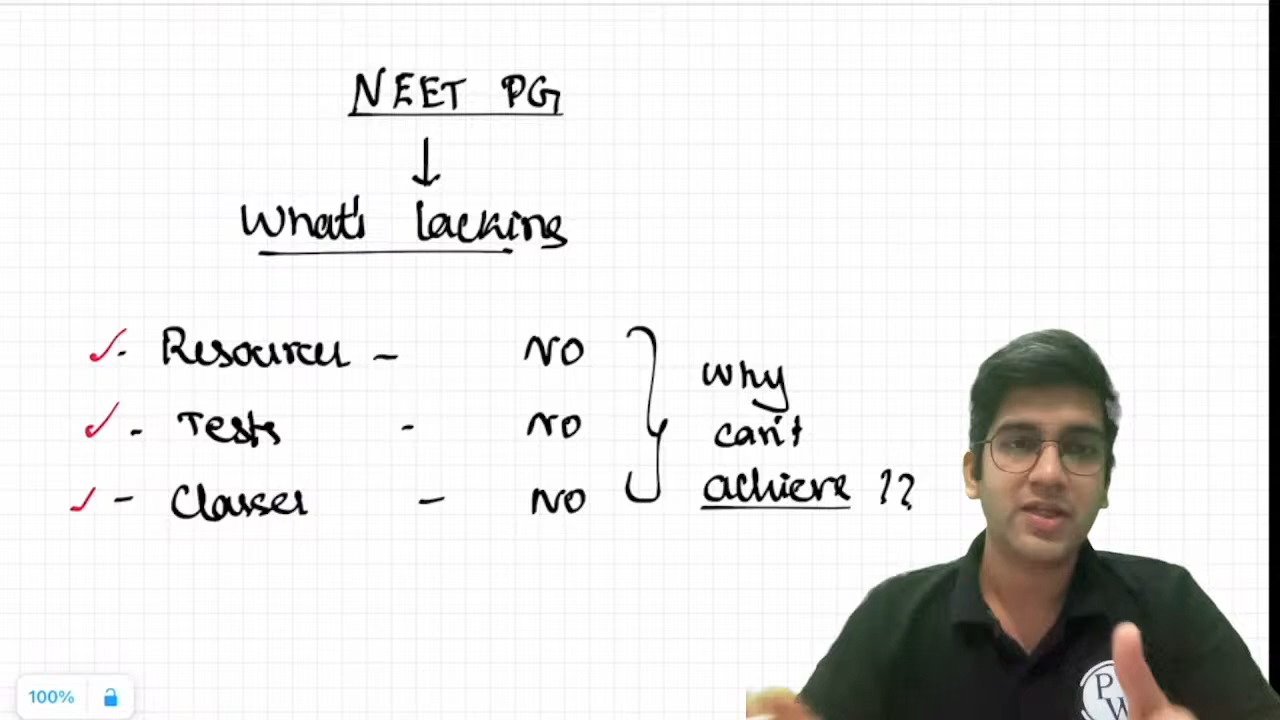 NEET PG
What's lacking
- Resources - NO
- Tests - NO
- Classes - NO
Why
can't
achieve ??
100%
P
W